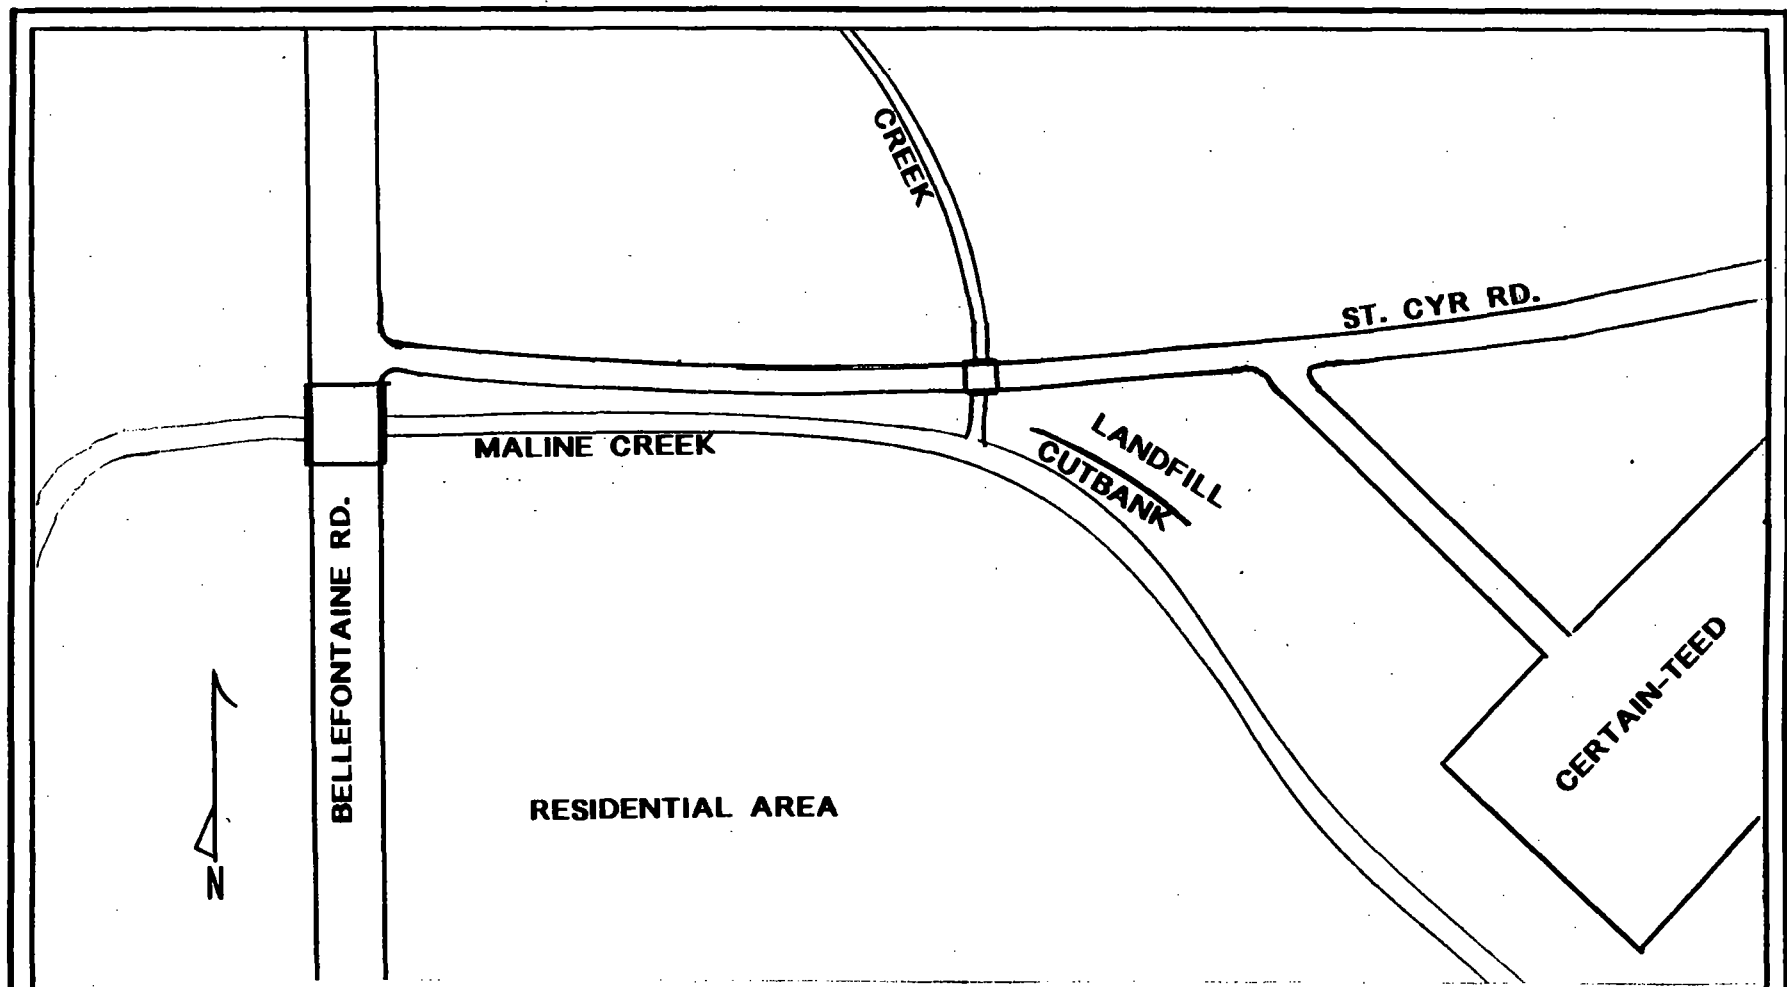 CREEK
ST. CYR RD.
LANDFILL
CUTBANK
MALINE CREEK
BELLEFONTAINE RD.
CERTAIN-TEED
RESIDENTIAL AREA
N